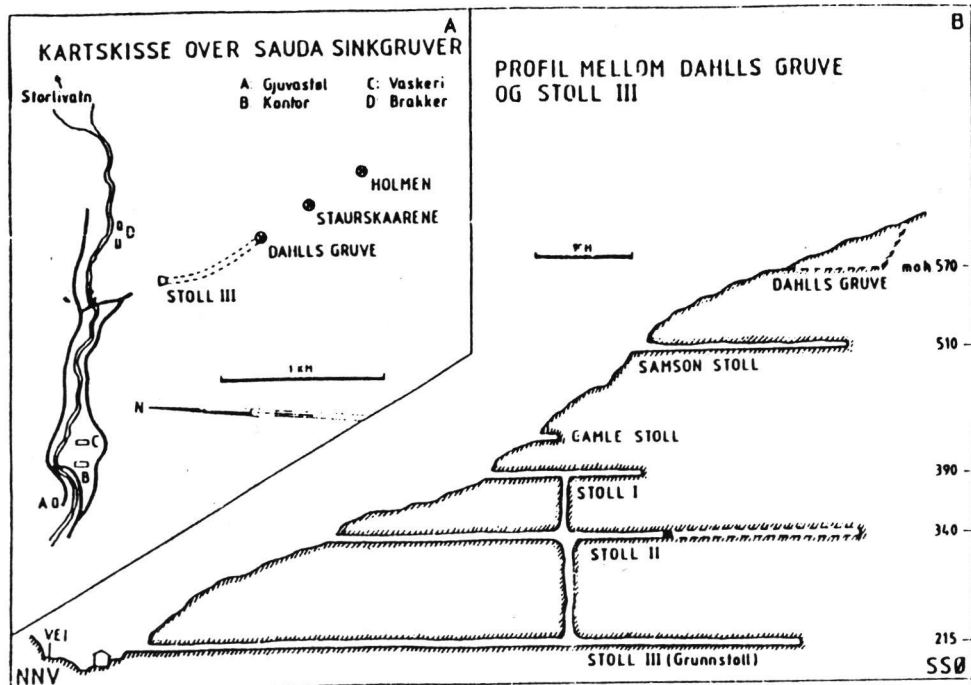 A
KARTSKISSE OVER SAUDA SINKGRUVER
A: Gjuvastøl
C: Vaskeri
B Kontor
D: Brakker
Storlivatn
HOLMEN
STAURSKAARENE
D
DAHLLS GRUVE
STOLL III
1 KM
N
C
B
A
B
PROFIL MELLOM DAHLLS GRUVE
OG STOLL III
moh 570
DAHLLS GRUVE
510
SAMSON STOLL
GAMLE STOLL
390
STOLL I
340
STOLL II
VEI
215
STOLL III (Grunnstoll)
NNV
SSØ